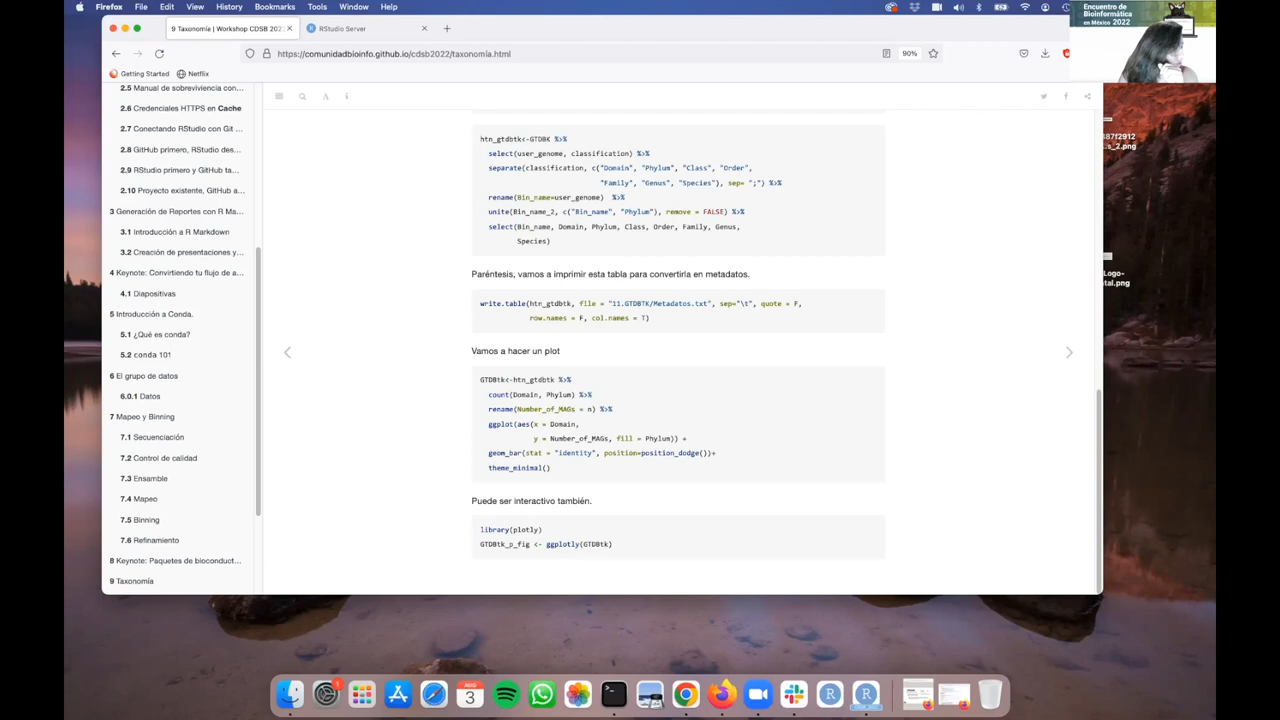 Firefox File Edit View History Bookmarks Tools Window Help
Encuentro de
Bioinformática
en México 2022
9 Taxonomía | Workshop CDSB 202
RStudio Server
https://comunidadbioinfo.github.io/cdsb2022/taxonomía.html
90%
Getting Started Netflix
2.5 Manual de sobreviviencia con...
2.6 Credenciales HTTPS en Cache
2.7 Conectando RStudio con Git ...
2.8 GitHub primero, RStudio des...
2.9 RStudio primero y GitHub ta...
2.10 Proyecto existente, GitHub a...
3 Generación de Reportes con R Ma...
3.1 Introducción a R Markdown
3.2 Creación de presentaciones y...
4 Keynote: Convirtiendo tu flujo de a...
4.1 Diapositivas
5 Introducción a Conda.
5.1 ¿Qué es conda?
5.2 conda 101
6 El grupo de datos
6.0.1 Datos
7 Mapeo y Binning
7.1 Secuenciación
7.2 Control de calidad
7.3 Ensamble
7.4 Mapeo
7.5 Binning
7.6 Refinamiento
8 Keynote: Paquetes de bioconduct...
9 Taxonomía
htn_gtdbtk<-GTDBK %>%
select(user_genome, classification) %>%
separate(classification, c("Domain", "Phylum", "Class", "Order",
"Family", "Genus", "Species"), sep= ";") %>%
rename(Bin_name=user_genome) %>%
unite(Bin_name_2, c("Bin_name", "Phylum"), remove = FALSE) %>%
select(Bin_name, Domain, Phylum, Class, Order, Family, Genus,
Species)
Paréntesis, vamos a imprimir esta tabla para convertirla en metadatos.
write.table(htn_gtdbtk, file = "11.GTDBTK/Metadatos.txt", sep="\t", quote = F,
row.names = F, col.names = T)
Vamos a hacer un plot
GTDBtk<-htn_gtdbtk %>%
count(Domain, Phylum) %>%
rename(Number_of_MAGs = n) %>%
ggplot(aes(x = Domain,
y = Number_of_MAGs, fill = Phylum)) +
geom_bar(stat = "identity", position=position_dodge())+
theme_minimal()
Puede ser interactivo también.
library(plotly)
GTDBtk_p_fig <- ggplotly(GTDBtk)
387f2912
.s_2.png
Logo-
tal.png
AUG
3
1